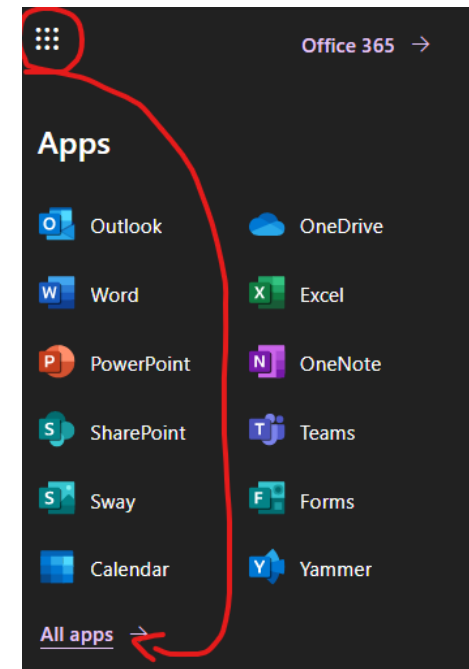 Office 365 →
Apps
Outlook OneDrive
Word Excel
PowerPoint OneNote
SharePoint Teams
Sway Forms
Calendar Yammer
All apps →